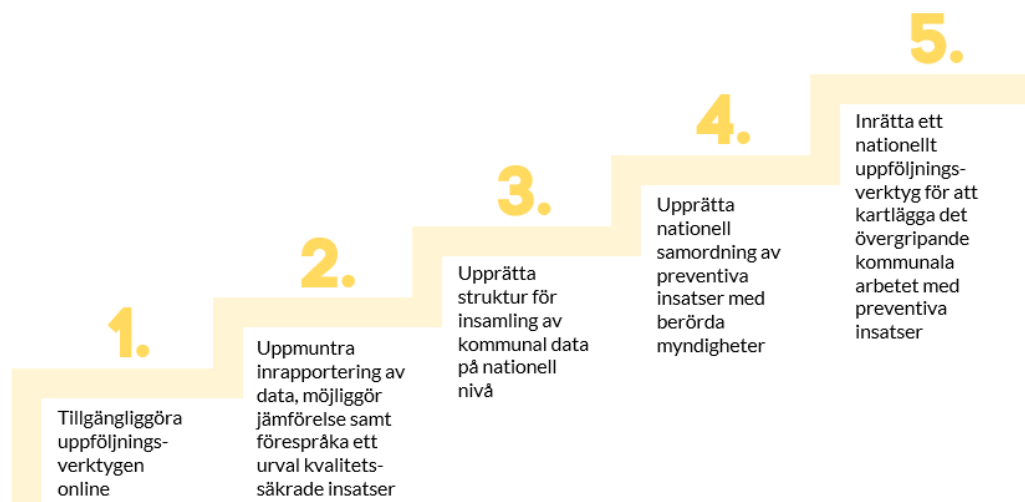 1.
Tillgängliggöra
uppföljnings-
verktygen
online
2.
Uppmuntra
inrapportering av
data, möjliggör
jämförelse samt
förespråka ett
urval kvalitets-
säkrade insatser
3.
Upprätta
struktur för
insamling av
kommunal data
på nationell
nivå
4.
Upprätta
nationell
samordning av
preventiva
insatser med
berörda
myndigheter
5.
Inrätta ett
nationellt
uppföljnings-
verktyg för att
kartlägga det
övergripande
kommunala
arbetet med
preventiva
insatser